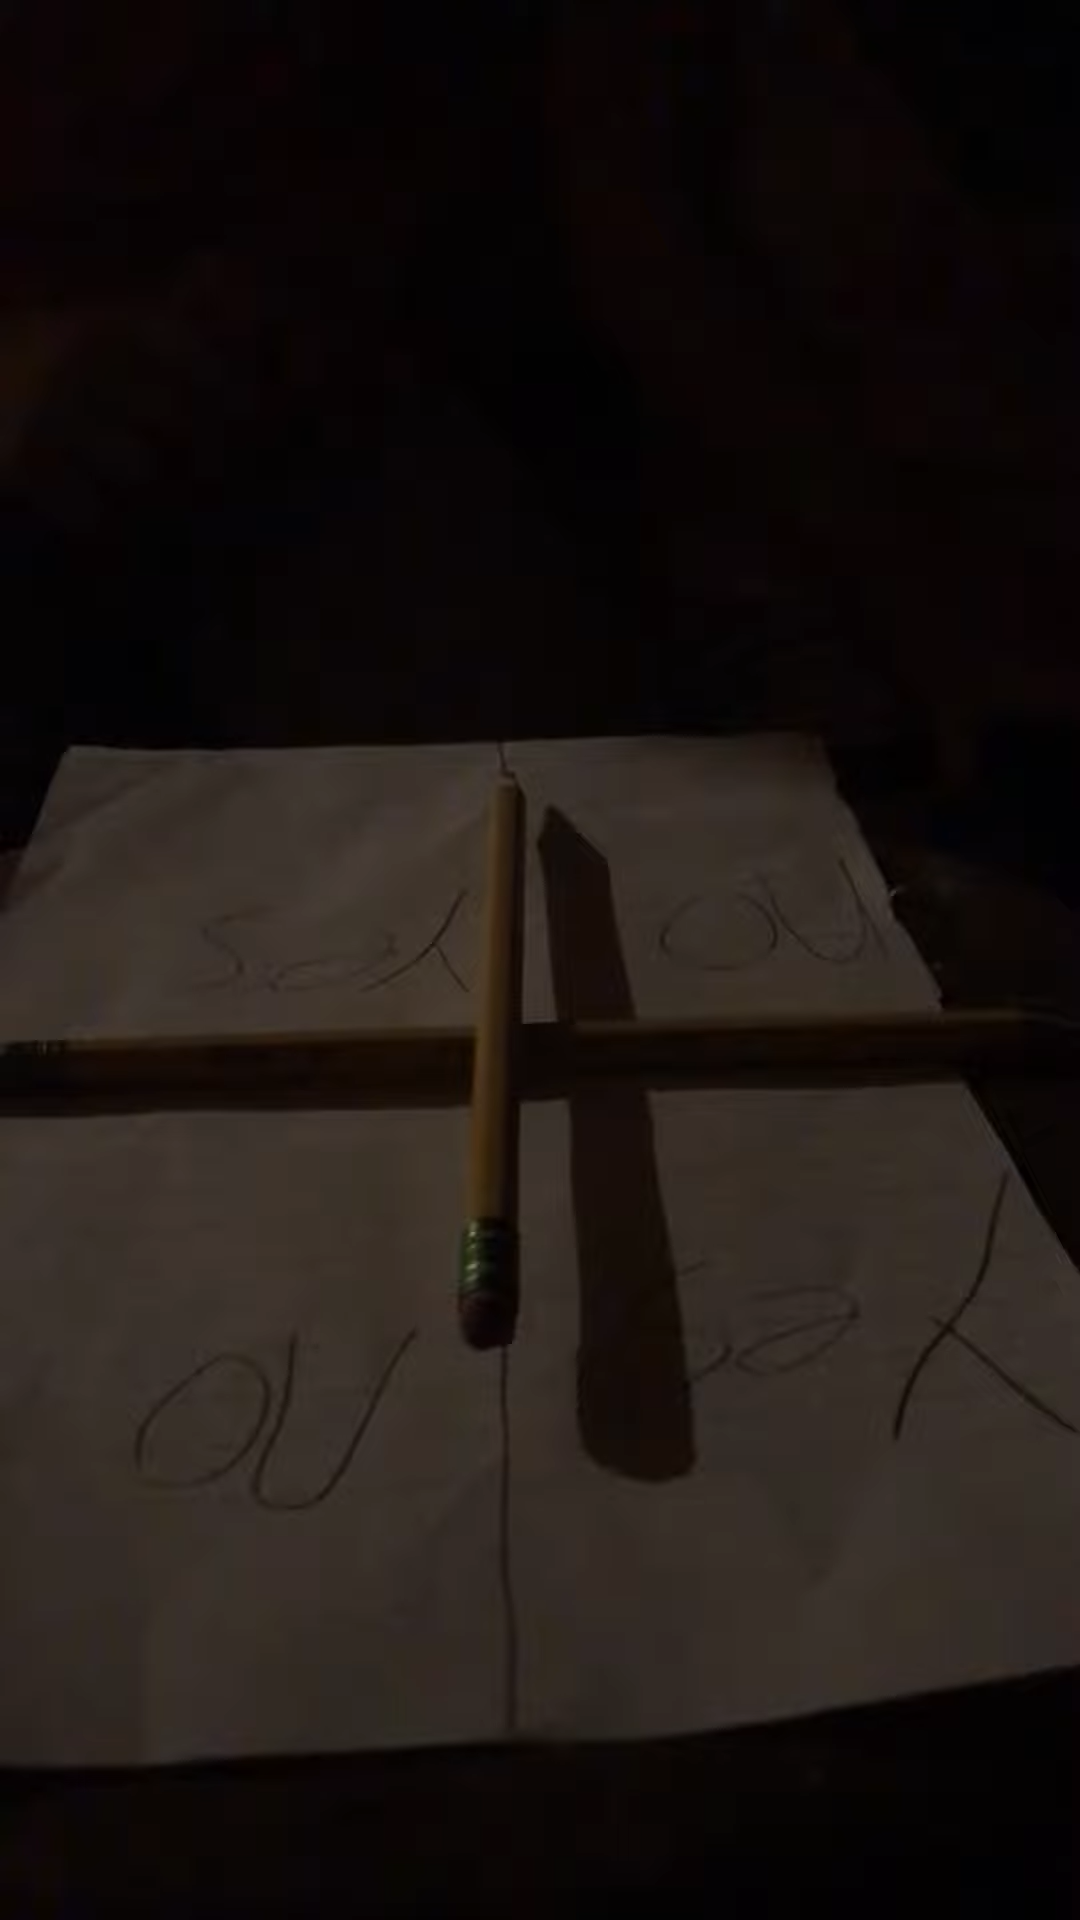 yes no
no yes